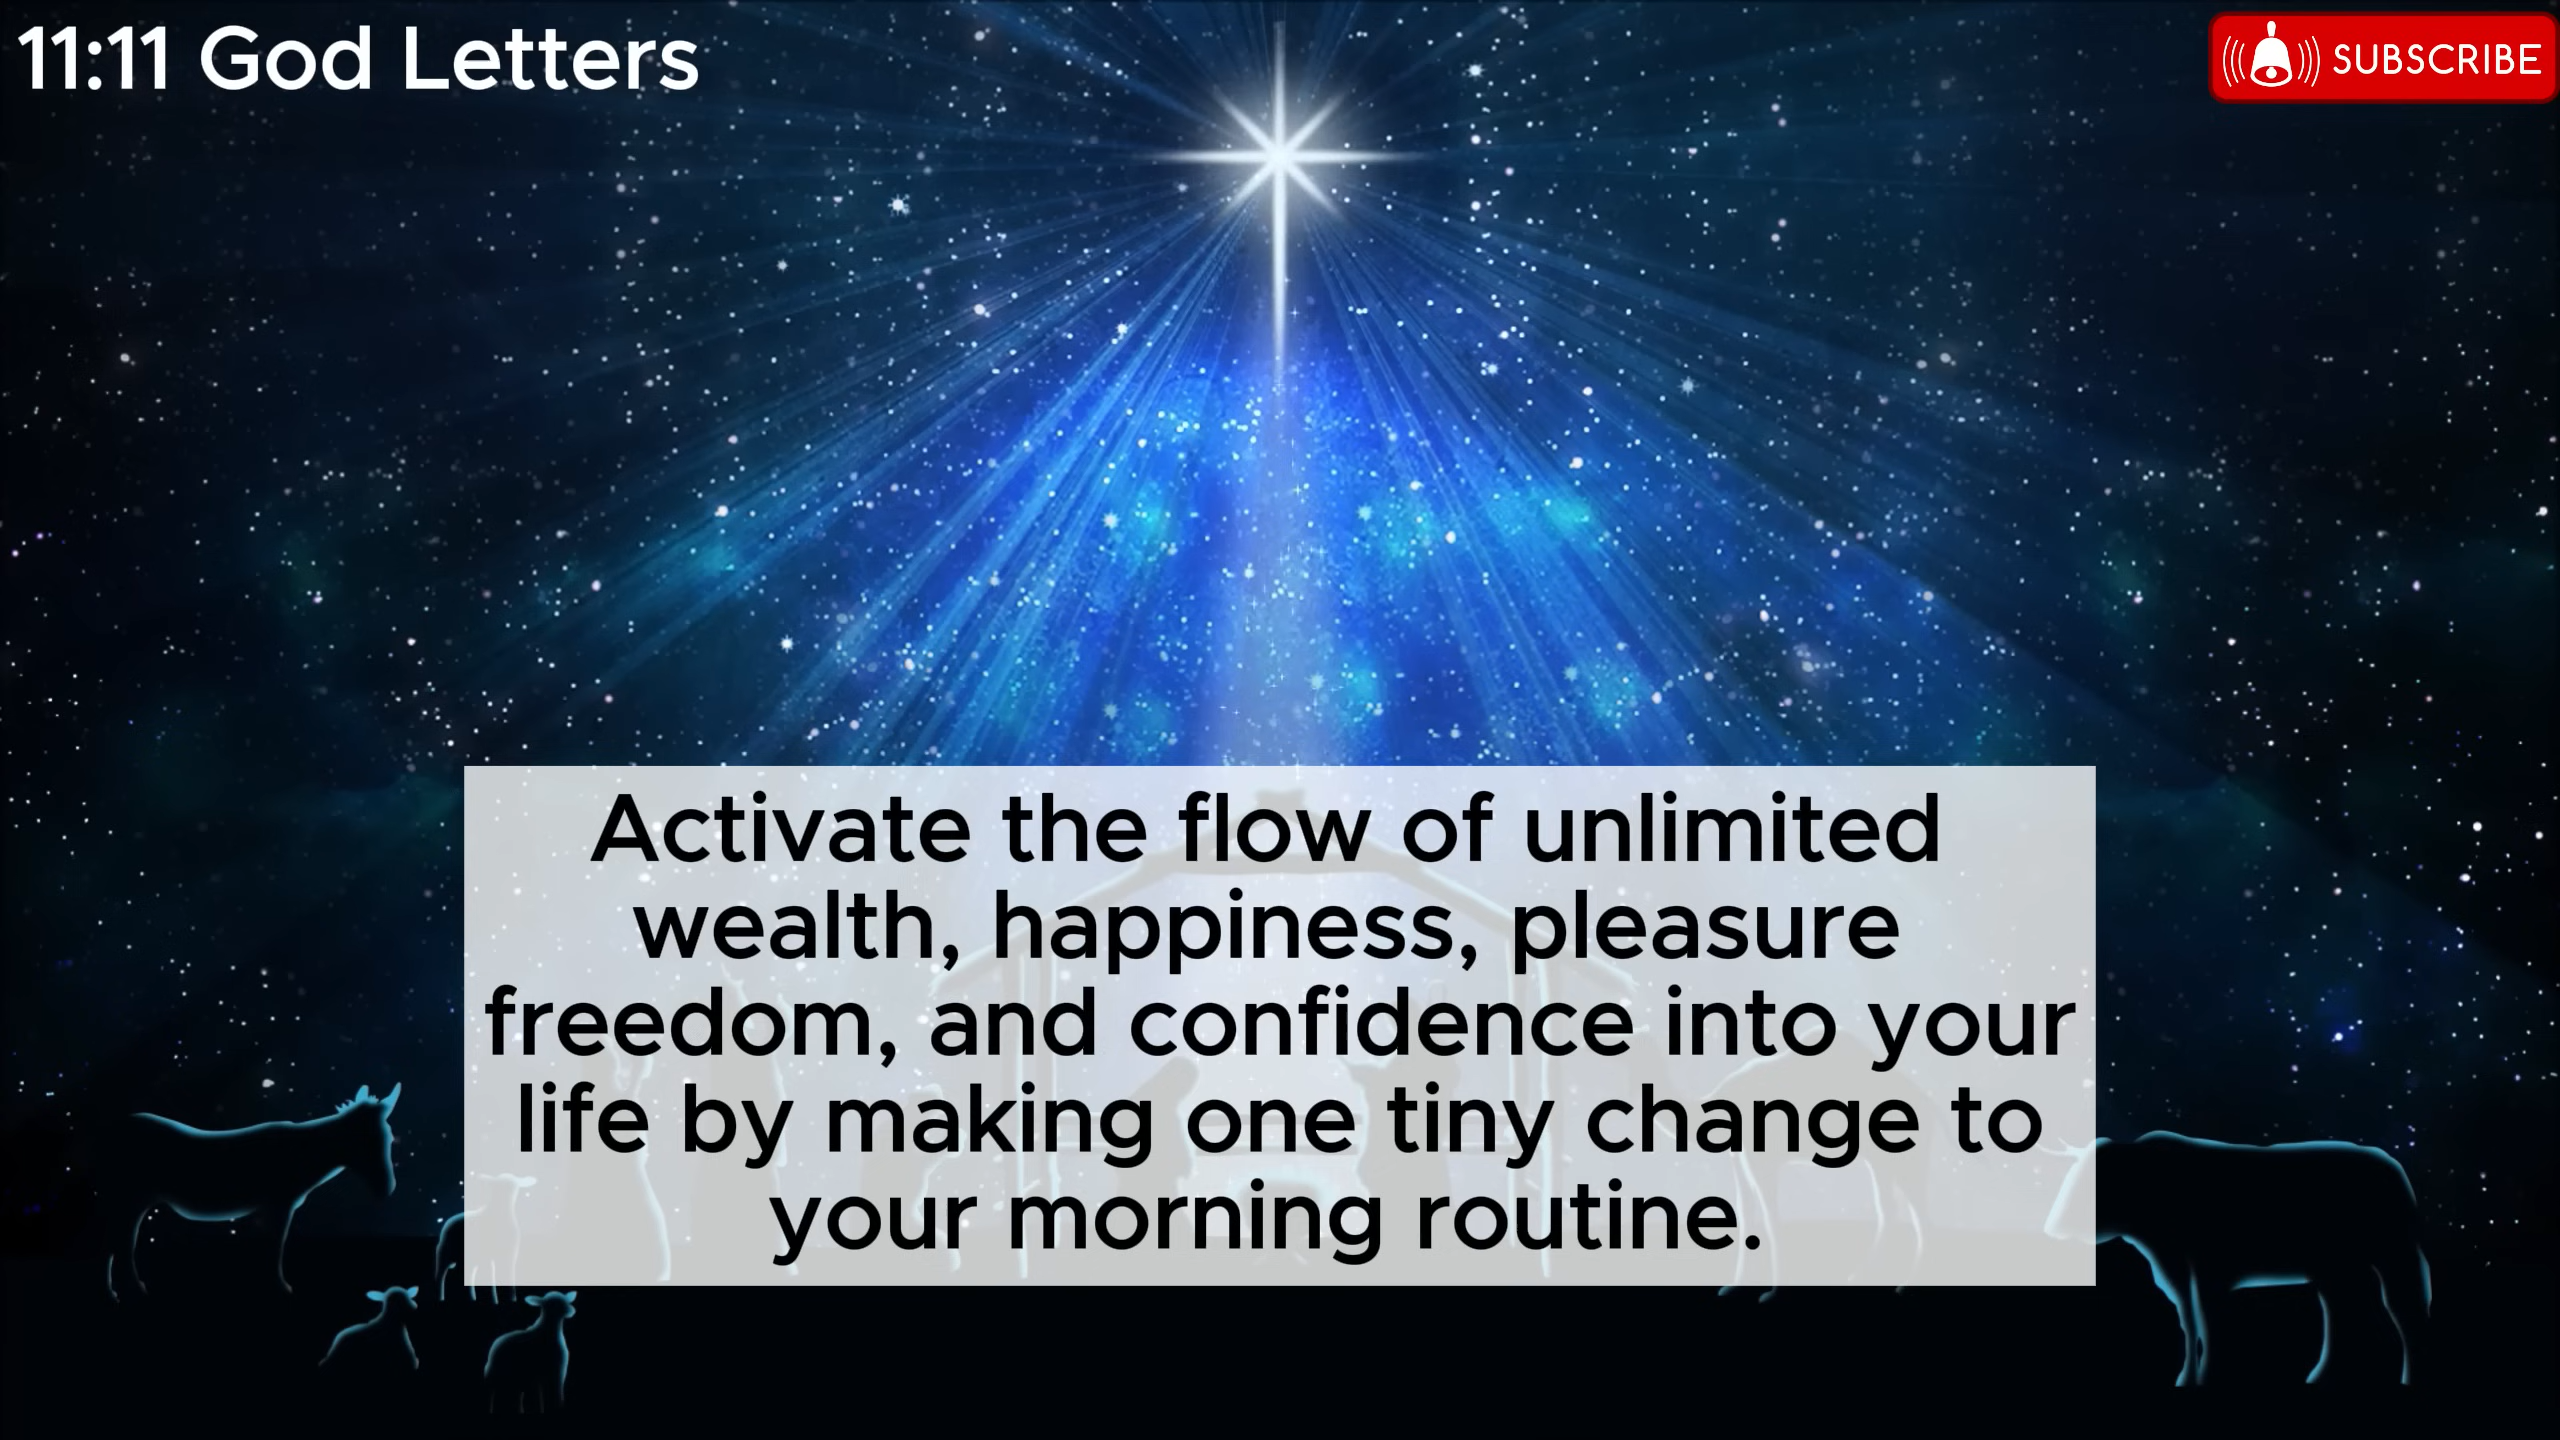 11:11 God Letters
SUBSCRIBE
Activate the flow of unlimited
wealth, happiness, pleasure
freedom, and confidence into your
life by making one tiny change to
your morning routine.